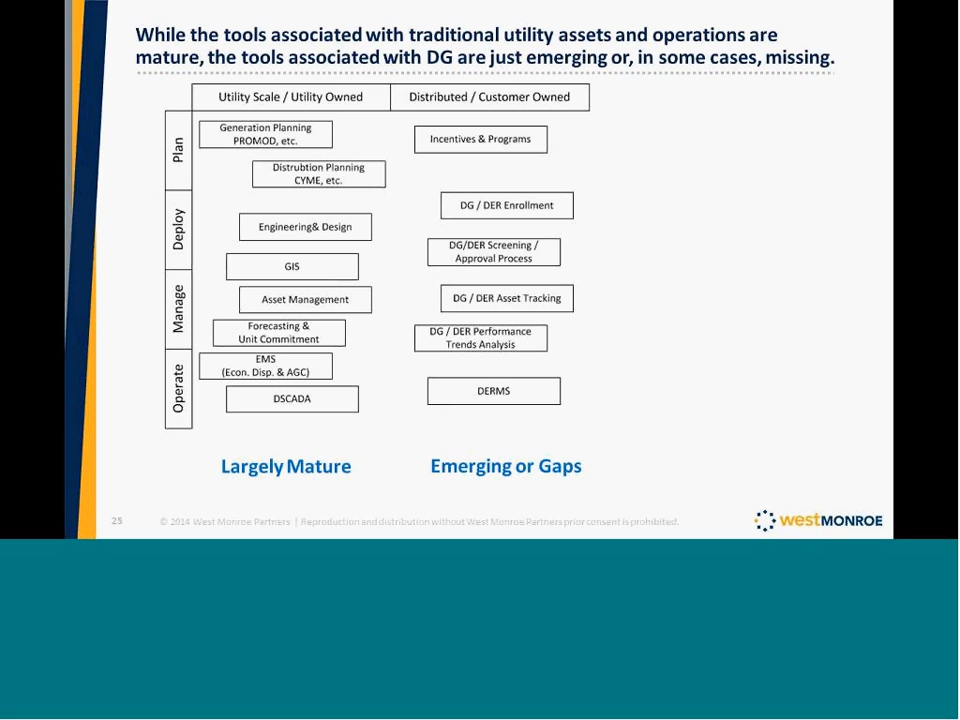 While the tools associated with traditional utility assets and operations are
mature, the tools associated with DG are just emerging or, in some cases, missing.
Utility Scale / Utility Owned
Distributed / Customer Owned
Plan
Generation Planning
PROMOD, etc.
Incentives & Programs
Distrubtion Planning
CYME, etc.
Deploy
DG / DER Enrollment
Engineering& Design
DG/DER Screening /
Approval Process
GIS
Manage
Asset Management
DG / DER Asset Tracking
Forecasting &
Unit Commitment
DG / DER Performance
Trends Analysis
Operate
EMS
(Econ. Disp. & AGC)
DERMS
DSCADA
Largely Mature
Emerging or Gaps
25
© 2014 West Monroe Partners | Reproduction and distribution without West Monroe Partners prior consent is prohibited.
westMONROE